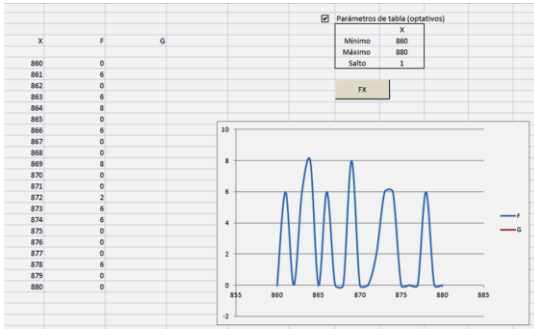 Parámetros de tabla (optativos)
X
X F G Mínimo 860
Máximo 880
860 0 Salto 1
861 6
862 0 FX
863 6
864 8
865 0
866 6
867 0
868 0
869 8
870 0
871 0
872 2
873 6
874 6
875 0
876 0
877 0
878 6
879 0
880 0
10
8
6
4
2
0
-2
855 860 865 870 875 880 885
F
G